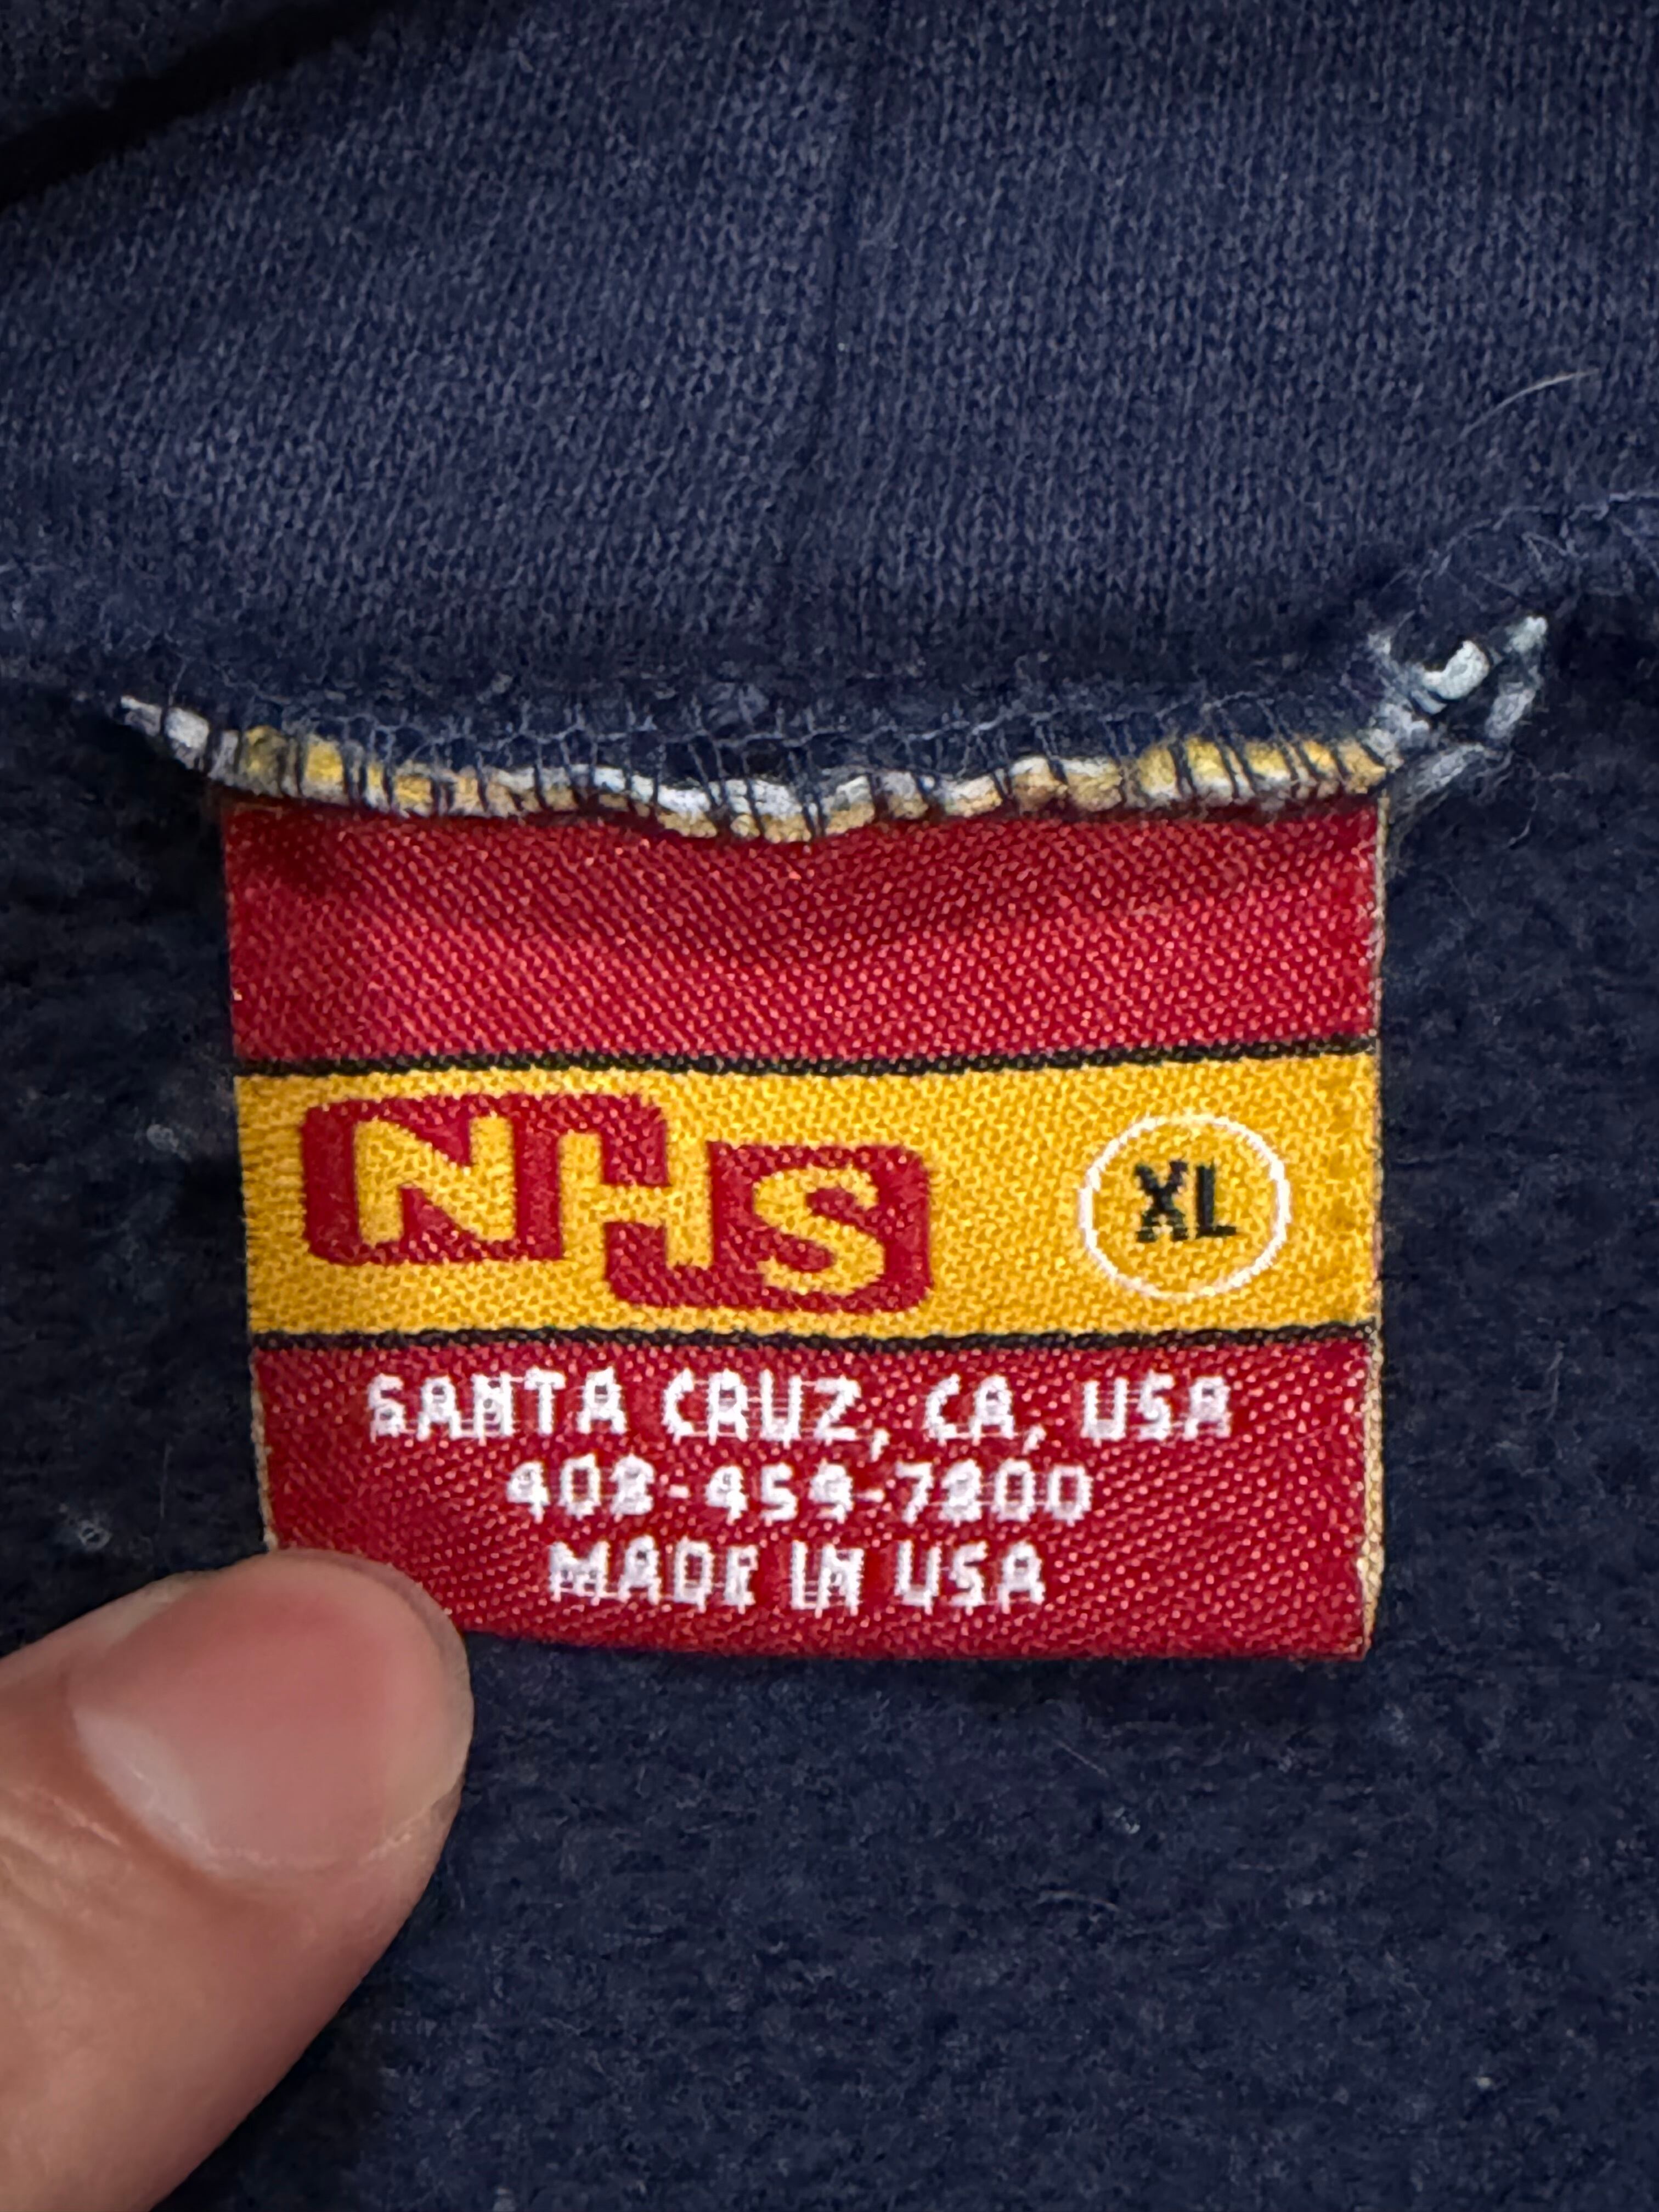 NHS XL
SANTA CRUZ, CA, USA
408-459-7800
MADE IN USA